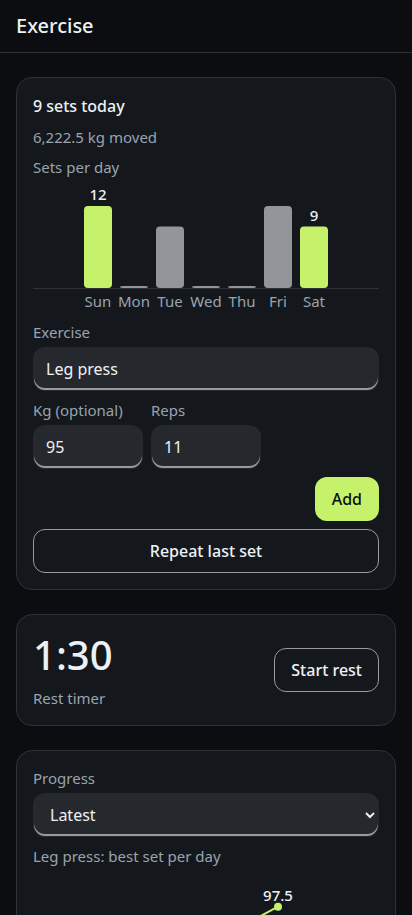 Exercise
9 sets today
6,222.5 kg moved
Sets per day
12
9
Sun Mon Tue Wed Thu Fri Sat
Exercise
Leg press
Kg (optional) Reps
95 11
Add
Repeat last set
1:30
Rest timer
Start rest
Progress
Latest
Leg press: best set per day
97.5